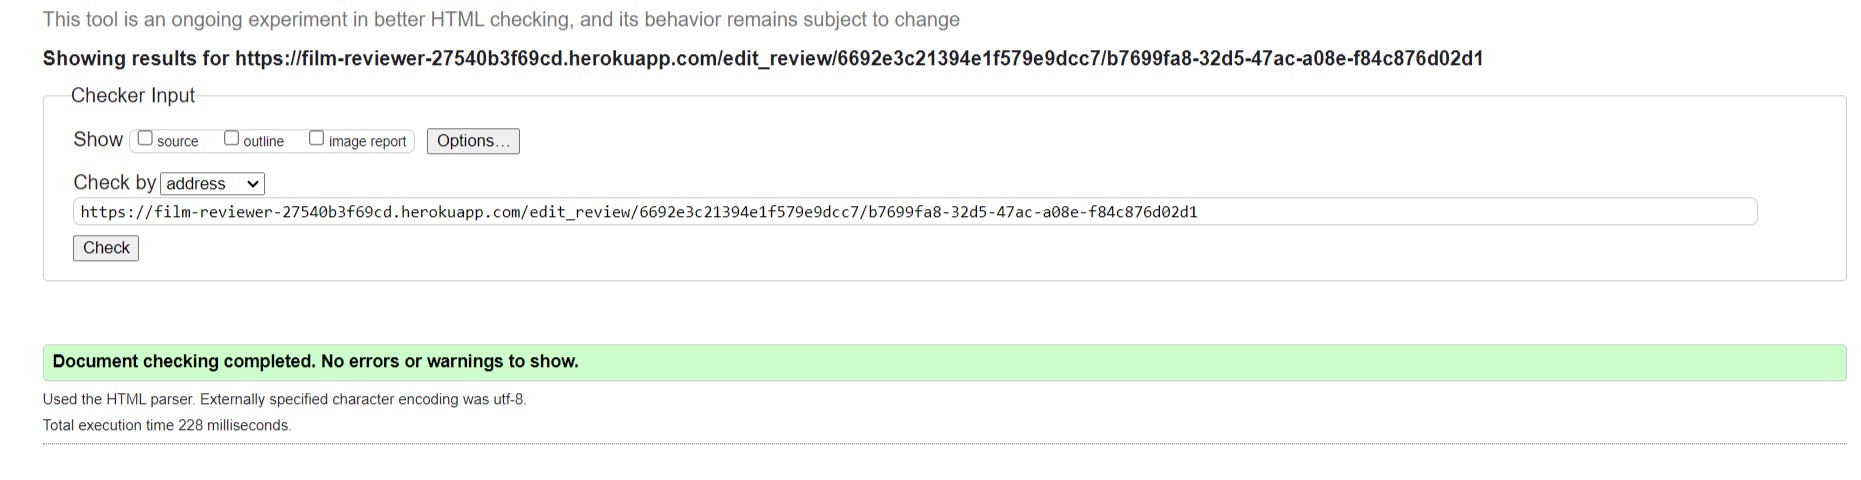 This tool is an ongoing experiment in better HTML checking, and its behavior remains subject to change
Showing results for https://film-reviewer-27540b3f69cd.herokuapp.com/edit_review/6692e3c21394e1f579e9dcc7/b7699fa8-32d5-47ac-a08e-f84c876d02d1
Checker Input
Show source outline image report Options...
Check by address
https://film-reviewer-27540b3f69cd.herokuapp.com/edit_review/6692e3c21394e1f579e9dcc7/b7699fa8-32d5-47ac-a08e-f84c876d02d1
Check
Document checking completed. No errors or warnings to show.
Used the HTML parser. Externally specified character encoding was utf-8.
Total execution time 228 milliseconds.